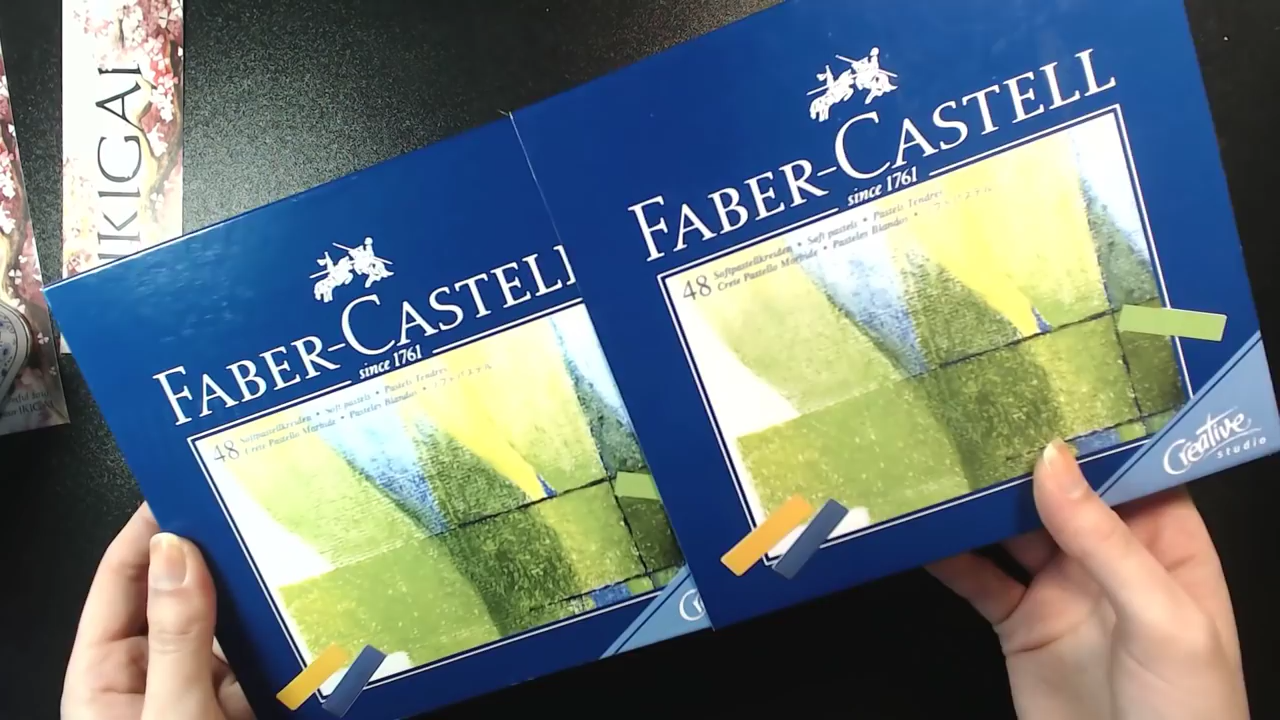 IKIGAI
FABER-CASTELL
since 1761
48 Softpastellkreiden • Soft pastels • Pastels Tendres
Crete Pastello Morbide • Pasteles Blandos •
FABER-CASTELL
since 1761
48 Softpastellkreiden • Soft pastels • Pastels Tendres
Crete Pastello Morbide • Pasteles Blandos •
Creative
studio